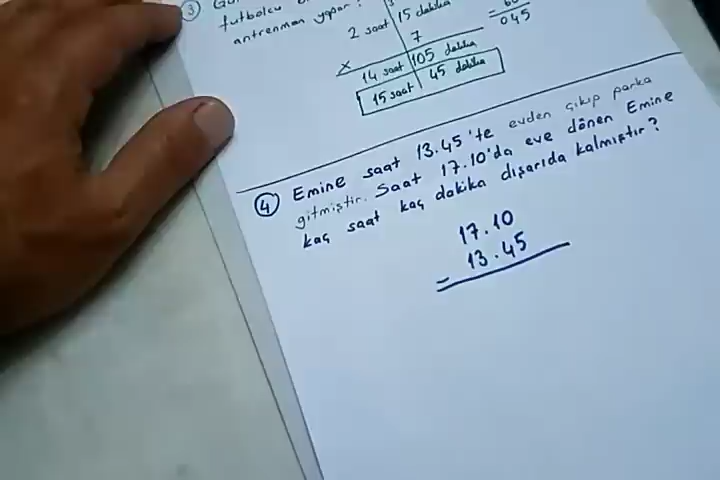 3
futbolcu
antrenman yapar?
2 saat 15 dakika
x 7
14 saat 105 dakika
15 saat 45 dakika
045
4 Emine saat 13.45'te evden çıkıp parka
gitmiştir. Saat 17.10'da eve dönen Emine
kaç saat kaç dakika dışarıda kalmıştır?
17.10
- 13.45